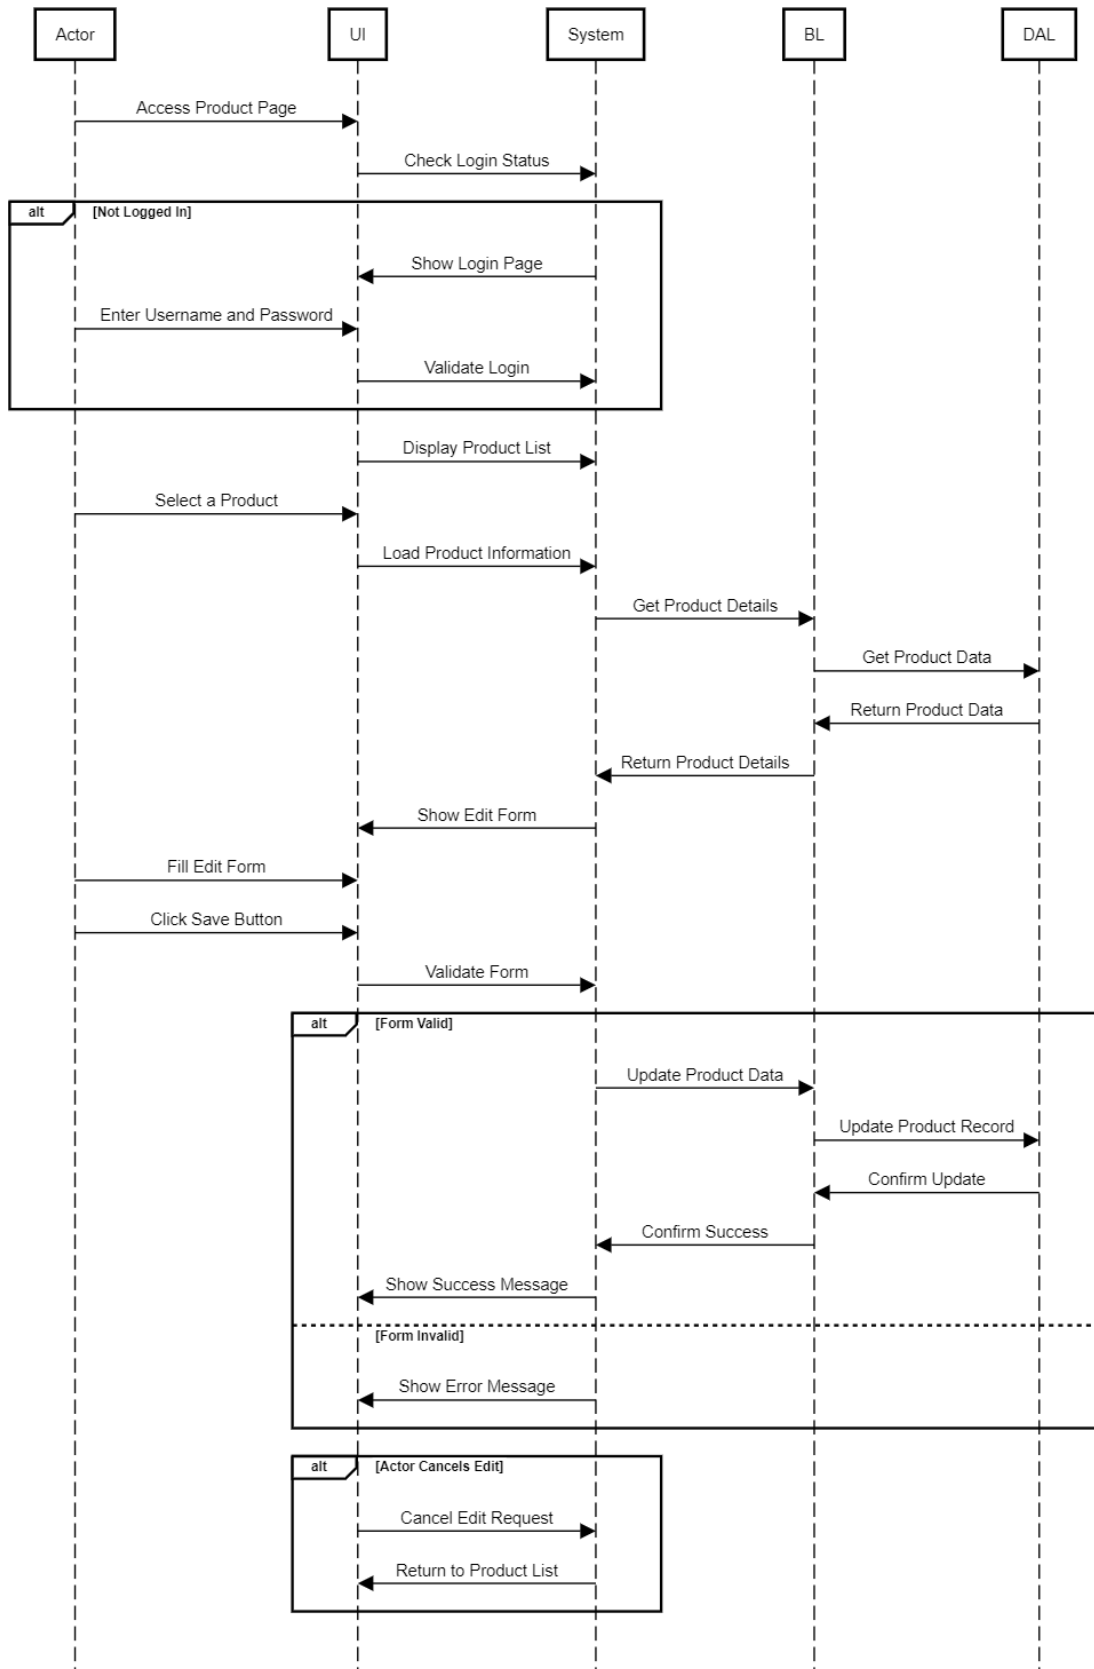 Actor
UI
System
BL
DAL
Access Product Page
Check Login Status
alt
[Not Logged In]
Show Login Page
Enter Username and Password
Validate Login
Display Product List
Select a Product
Load Product Information
Get Product Details
Get Product Data
Return Product Data
Return Product Details
Show Edit Form
Fill Edit Form
Click Save Button
Validate Form
alt
[Form Valid]
Update Product Data
Update Product Record
Confirm Update
Confirm Success
Show Success Message
[Form Invalid]
Show Error Message
alt
[Actor Cancels Edit]
Cancel Edit Request
Return to Product List